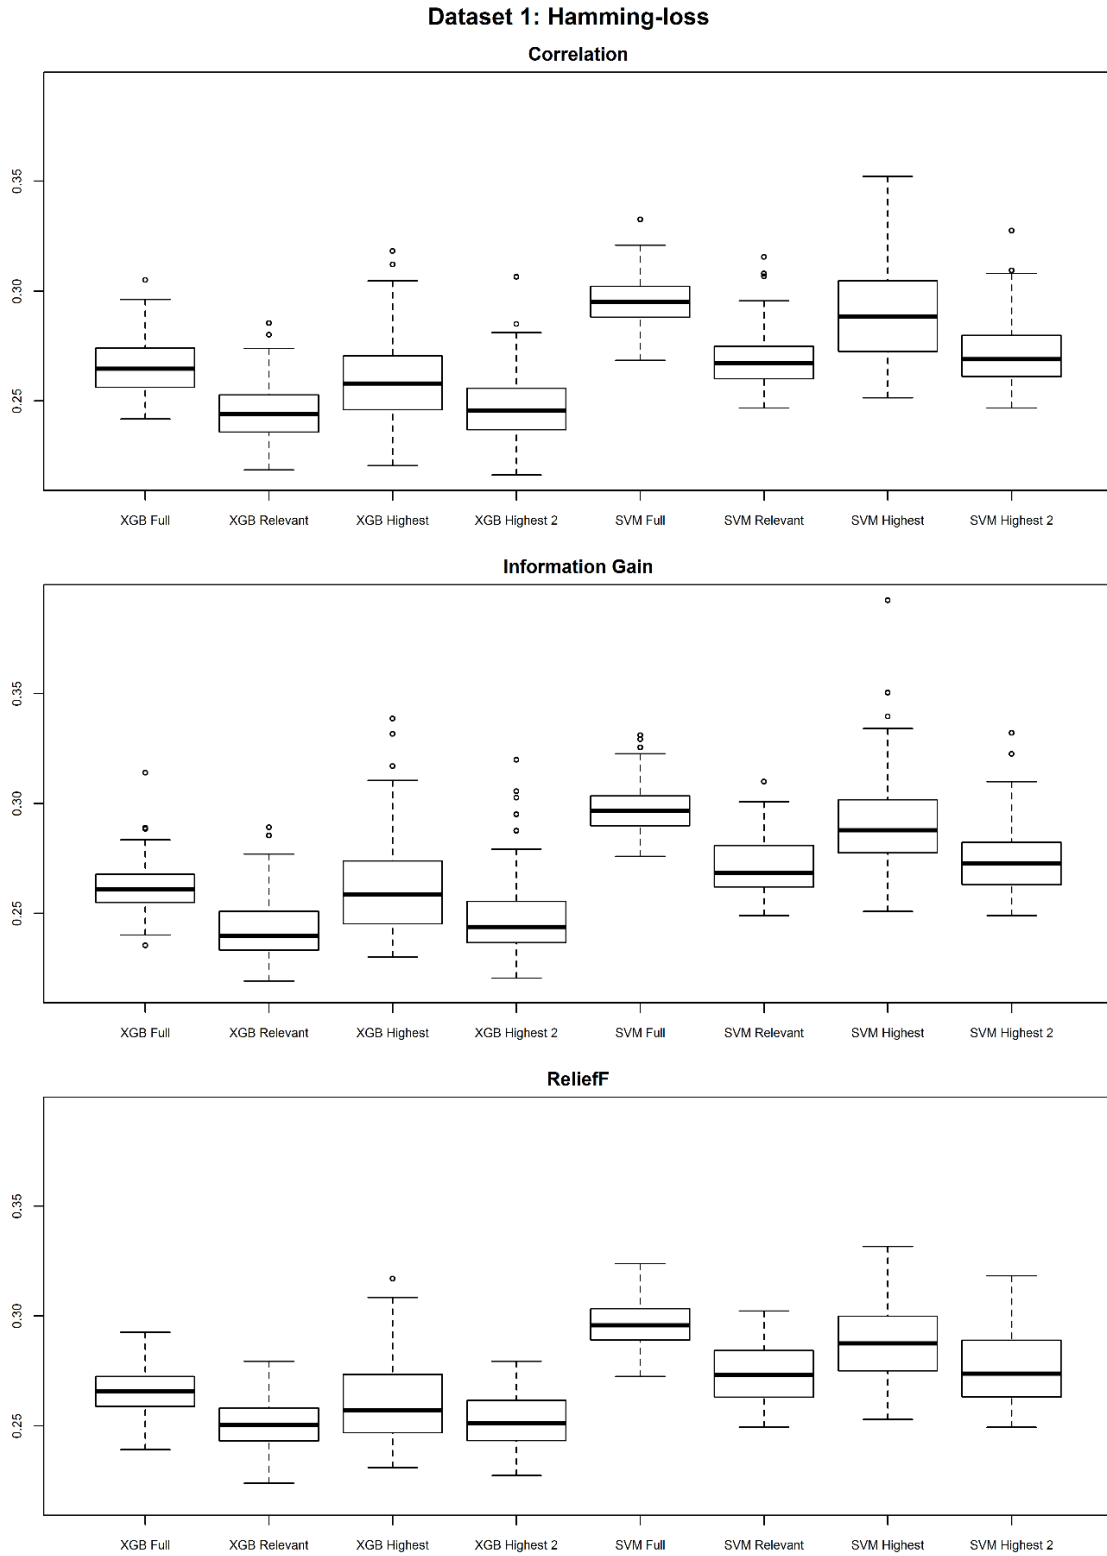 Dataset 1: Hamming-loss
Correlation
0.35
0.30
0.25
XGB Full XGB Relevant XGB Highest XGB Highest 2 SVM Full SVM Relevant SVM Highest SVM Highest 2
Information Gain
0.35
0.30
0.25
XGB Full XGB Relevant XGB Highest XGB Highest 2 SVM Full SVM Relevant SVM Highest SVM Highest 2
ReliefF
0.35
0.30
0.25
XGB Full XGB Relevant XGB Highest XGB Highest 2 SVM Full SVM Relevant SVM Highest SVM Highest 2